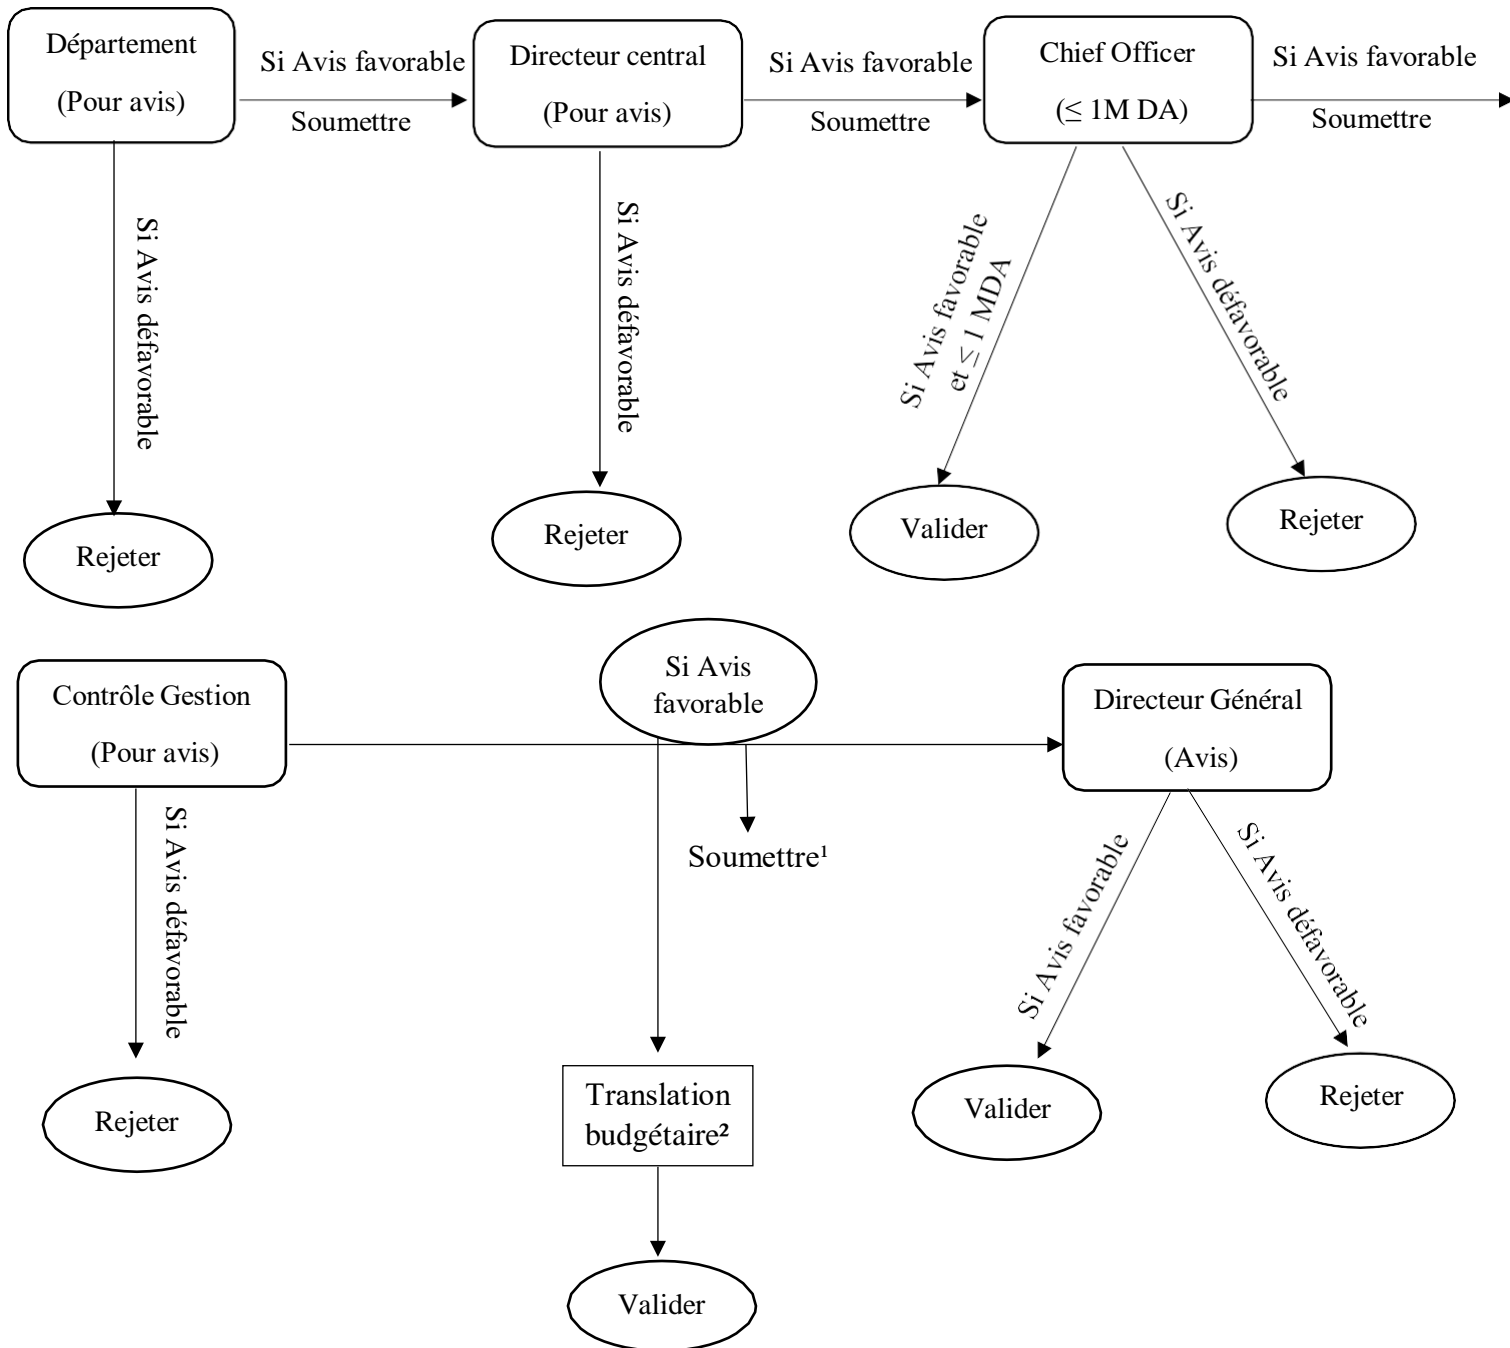 Département
(Pour avis)
Si Avis favorable
Soumettre
Directeur central
(Pour avis)
Si Avis favorable
Soumettre
Chief Officer
(≤ 1M DA)
Si Avis favorable
Soumettre
Si Avis défavorable
Si Avis défavorable
Si Avis favorable
et ≤ 1 MDA
Si Avis défavorable
Rejeter
Rejeter
Valider
Rejeter
Contrôle Gestion
(Pour avis)
Si Avis
favorable
Directeur Général
(Avis)
Si Avis défavorable
Soumettre¹
Si Avis favorable
Si Avis défavorable
Rejeter
Translation
budgétaire²
Valider
Rejeter
Valider